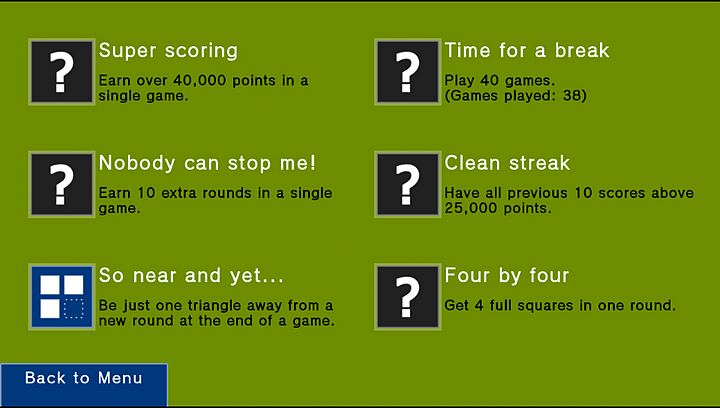 Super scoring
Earn over 40,000 points in a
single game.
Time for a break
Play 40 games.
(Games played: 38)
Nobody can stop me!
Earn 10 extra rounds in a single
game.
Clean streak
Have all previous 10 scores above
25,000 points.
So near and yet...
Be just one triangle away from a
new round at the end of a game.
Four by four
Get 4 full squares in one round.
Back to Menu